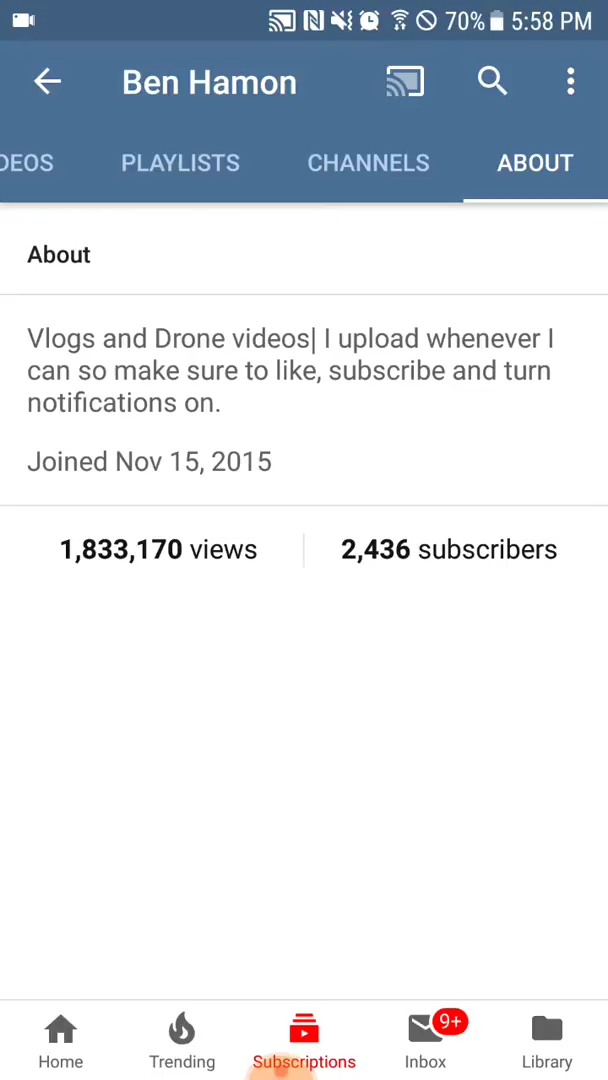 70% 5:58 PM
Ben Hamon
DEOS PLAYLISTS CHANNELS ABOUT
About
Vlogs and Drone videos| I upload whenever I
can so make sure to like, subscribe and turn
notifications on.
Joined Nov 15, 2015
1,833,170 views 2,436 subscribers
9+
Home Trending Subscriptions Inbox Library